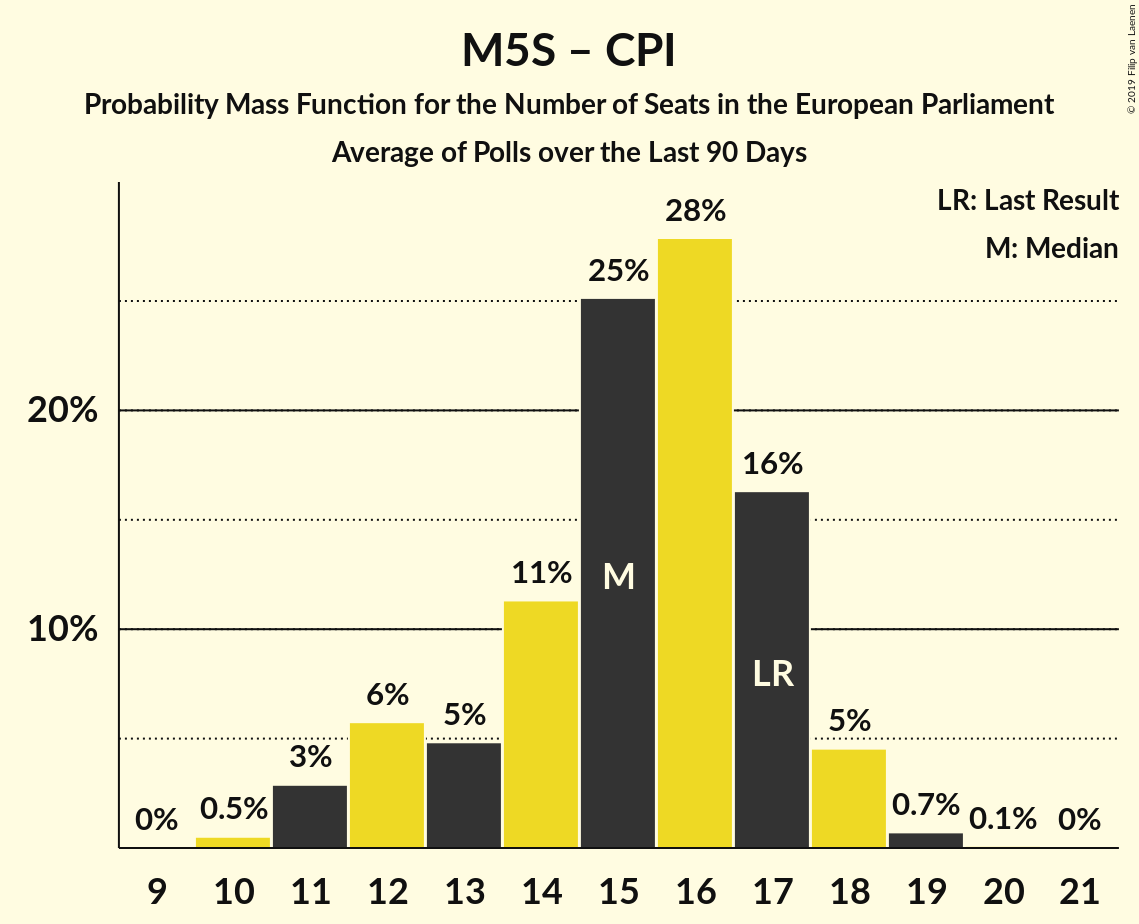 M5S – CPI
Probability Mass Function for the Number of Seats in the European Parliament
Average of Polls over the Last 90 Days
© 2019 Filip van Laenen
LR: Last Result
M: Median
20%
10%
0%
0.5%
3%
6%
5%
11%
25%
28%
16%
5%
0.7%
0.1%
0%
M
LR
9 10 11 12 13 14 15 16 17 18 19 20 21